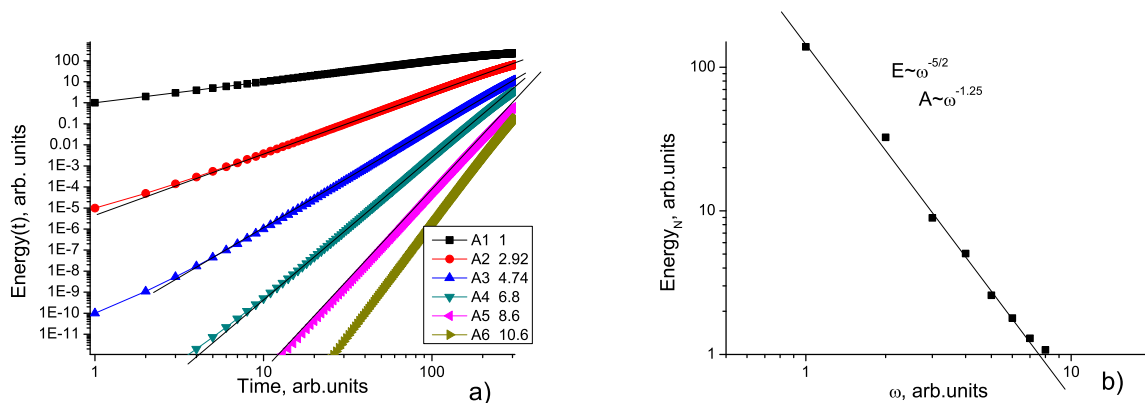 100
10
1
0.1
0.01
1E-3
1E-4
1E-5
1E-6
1E-7
1E-8
1E-9
1E-10
1E-11
Energy(t), arb. units
A1 1
A2 2.92
A3 4.74
A4 6.8
A5 8.6
A6 10.6
1 10 100
Time, arb.units
a)
100
10
1
Energy_N, arb.units
E~ω^-5/2
A~ω^-1.25
1 10
ω, arb.units
b)